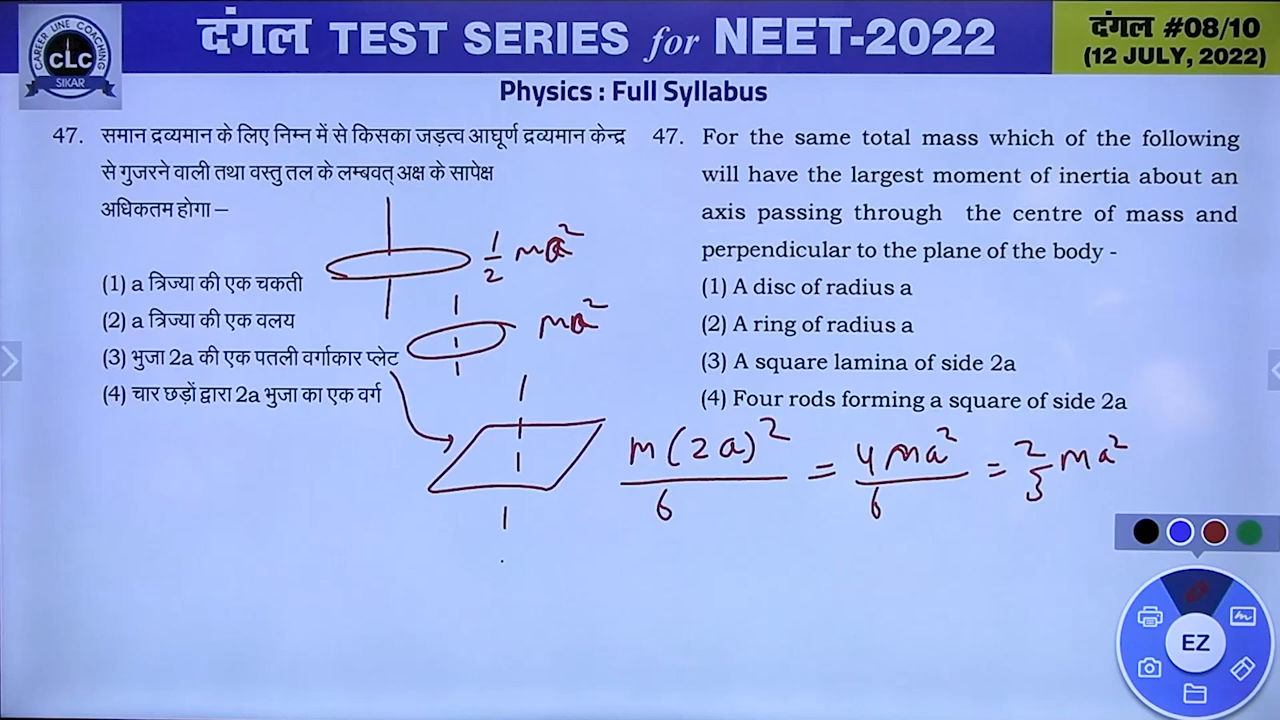 CAREER LINE COACHING
CLC
SIKAR
दंगल TEST SERIES for NEET-2022
दंगल #08/10
(12 JULY, 2022)
Physics : Full Syllabus
47. समान द्रव्यमान के लिए निम्न में से किसका जड़त्व आघूर्ण द्रव्यमान केन्द्र
से गुजरने वाली तथा वस्तु तल के लम्बवत् अक्ष के सापेक्ष
अधिकतम होगा –
(1) a त्रिज्या की एक चकती
(2) a त्रिज्या की एक वलय
(3) भुजा 2a की एक पतली वर्गाकार प्लेट
(4) चार छड़ों द्वारा 2a भुजा का एक वर्ग
1/2 ma²
ma²
47. For the same total mass which of the following
will have the largest moment of inertia about an
axis passing through the centre of mass and
perpendicular to the plane of the body -
(1) A disc of radius a
(2) A ring of radius a
(3) A square lamina of side 2a
(4) Four rods forming a square of side 2a
m(2a)²/6 = 4ma²/6 = 2/3 ma²
EZ